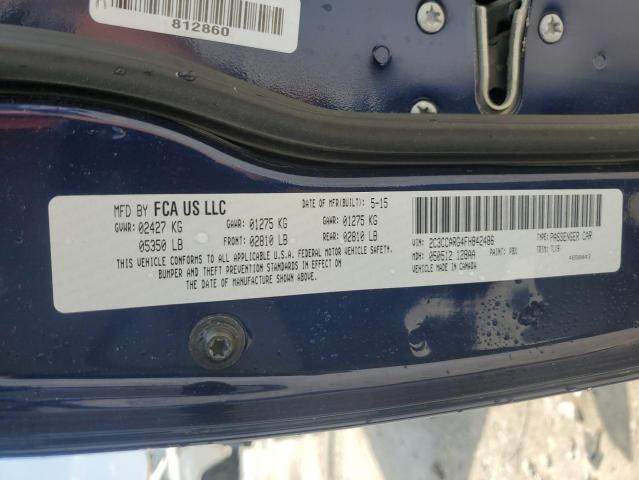 812860
MFD BY FCA US LLC DATE OF MFR(BUILT): 5-15
GVWR: 02427 KG GAWR: 01275 KG GAWR: 01275 KG
05350 LB FRONT: 02810 LB REAR: 02810 LB
THIS VEHICLE CONFORMS TO ALL APPLICABLE U.S.A. FEDERAL MOTOR VEHICLE SAFETY,
BUMPER AND THEFT PREVENTION STANDARDS IN EFFECT ON
THE DATE OF MANUFACTURE SHOWN ABOVE.
VIN: 2C3CCARG4FH842486 TYPE: PASSENGER CAR
MDH: 050512 128AA PAINT: PBX TRIM:
VEHICLE MADE IN CANADA